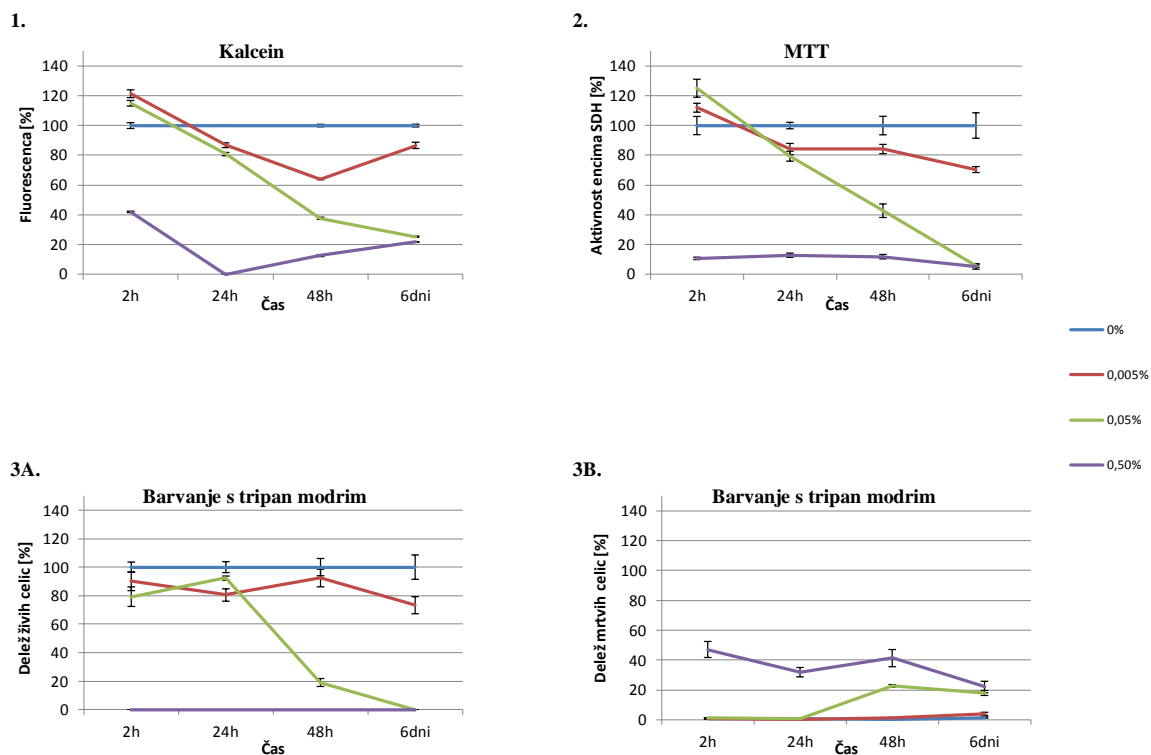 1.
Kalcein
Fluorescenca [%]
140
120
100
80
60
40
20
0
2h
24h
48h
6dni
Čas
2.
MTT
Aktivnost encima SDH [%]
140
120
100
80
60
40
20
0
2h
24h
48h
6dni
Čas
0%
0,005%
0,05%
0,50%
3A.
Barvanje s tripan modrim
Delež živih celic [%]
140
120
100
80
60
40
20
0
2h
24h
48h
6dni
Čas
3B.
Barvanje s tripan modrim
Delež mrtvih celic [%]
140
120
100
80
60
40
20
0
2h
24h
48h
6dni
Čas